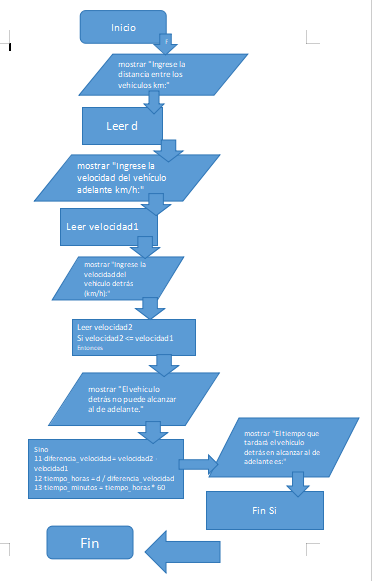 Inicio
mostrar "Ingrese la
distancia entre los
vehículos km:"
Leer d
mostrar "Ingrese la
velocidad del vehículo
adelante km/h:"
Leer velocidad1
mostrar "Ingrese la
velocidad del
vehículo detrás
(km/h):"
Leer velocidad2
Si velocidad2 <= velocidad1
Entonces
mostrar "El vehículo
detrás no puede alcanzar
al de adelante."
Sino
11 diferencia_velocidad = velocidad2 -
velocidad1
12 tiempo_horas = d / diferencia_velocidad
13 tiempo_minutos = tiempo_horas * 60
mostrar "El tiempo que
tardará el vehículo
detrás en alcanzar al de
adelante es:"
Fin Si
Fin